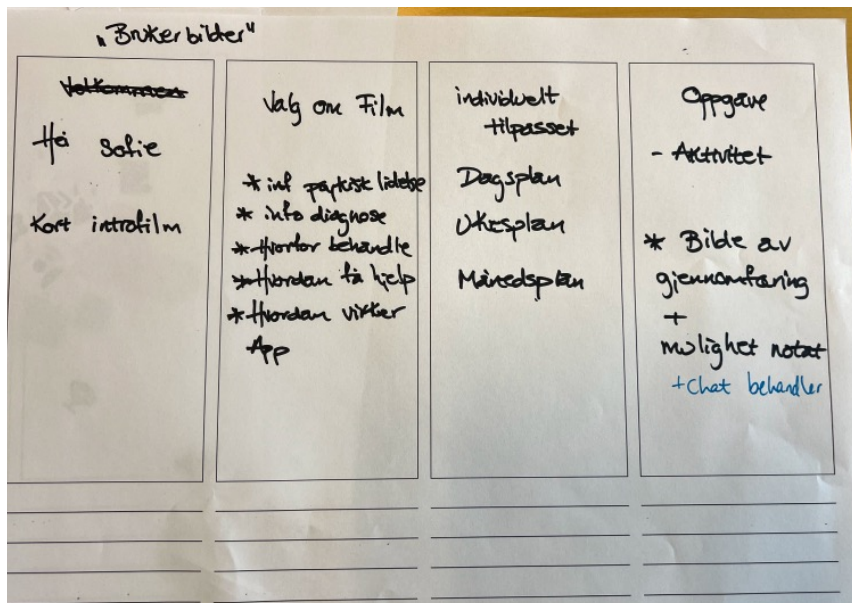 "Brukerbilder"
Velkommen
Hei Sofie
Kort introfilm
Valg om Film
* inf psykisk lidelse
* info diagnose
* Hvorfor behandle
* Hvordan få hjelp
* Hvordan virker
App
individuelt
tilpasset
Dagsplan
Ukesplan
Månedsplan
Oppgave
- Aktivitet
* Bilde av
gjennomføring
+
mulighet notat
+ Chat behandler